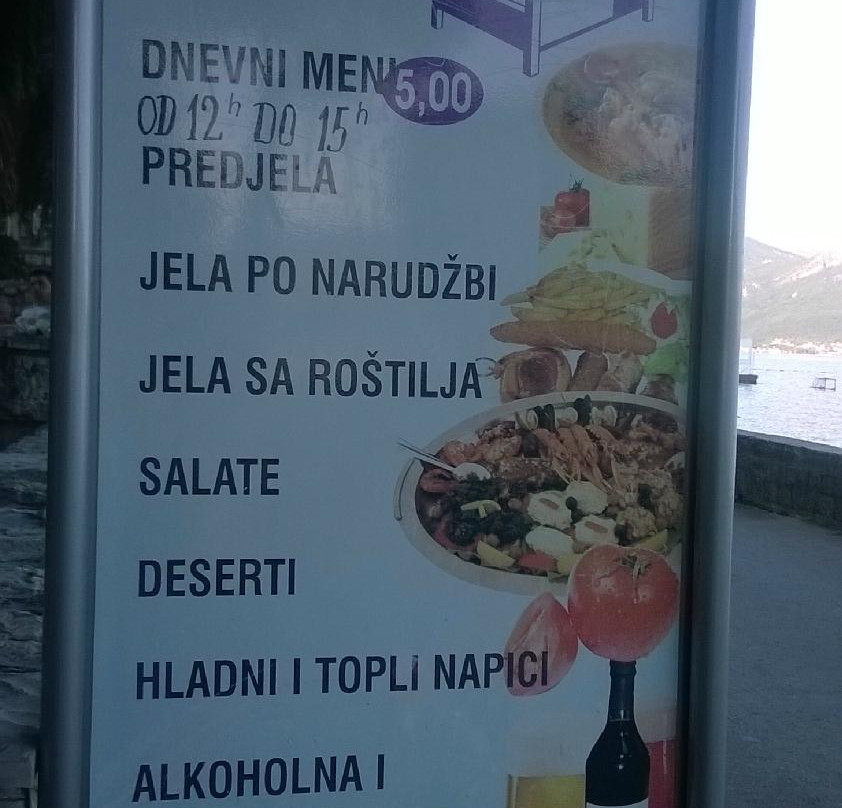 DNEVNI MENI 5,00
OD 12h DO 15h
PREDJELA
JELA PO NARUDŽBI
JELA SA ROŠTILJA
SALATE
DESERTI
HLADNI I TOPLI NAPICI
ALKOHOLNA I